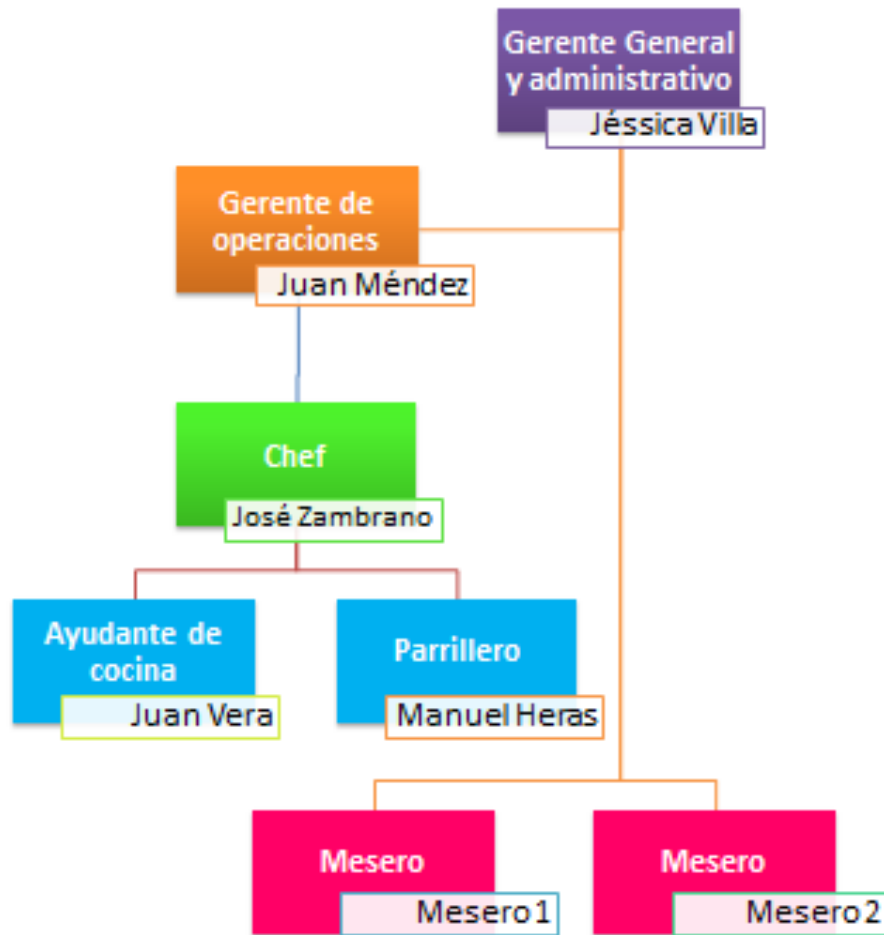 Gerente General
y administrativo
Jéssica Villa
Gerente de
operaciones
Juan Méndez
Chef
José Zambrano
Ayudante de
cocina
Juan Vera
Parrillero
Manuel Heras
Mesero
Mesero 1
Mesero
Mesero 2